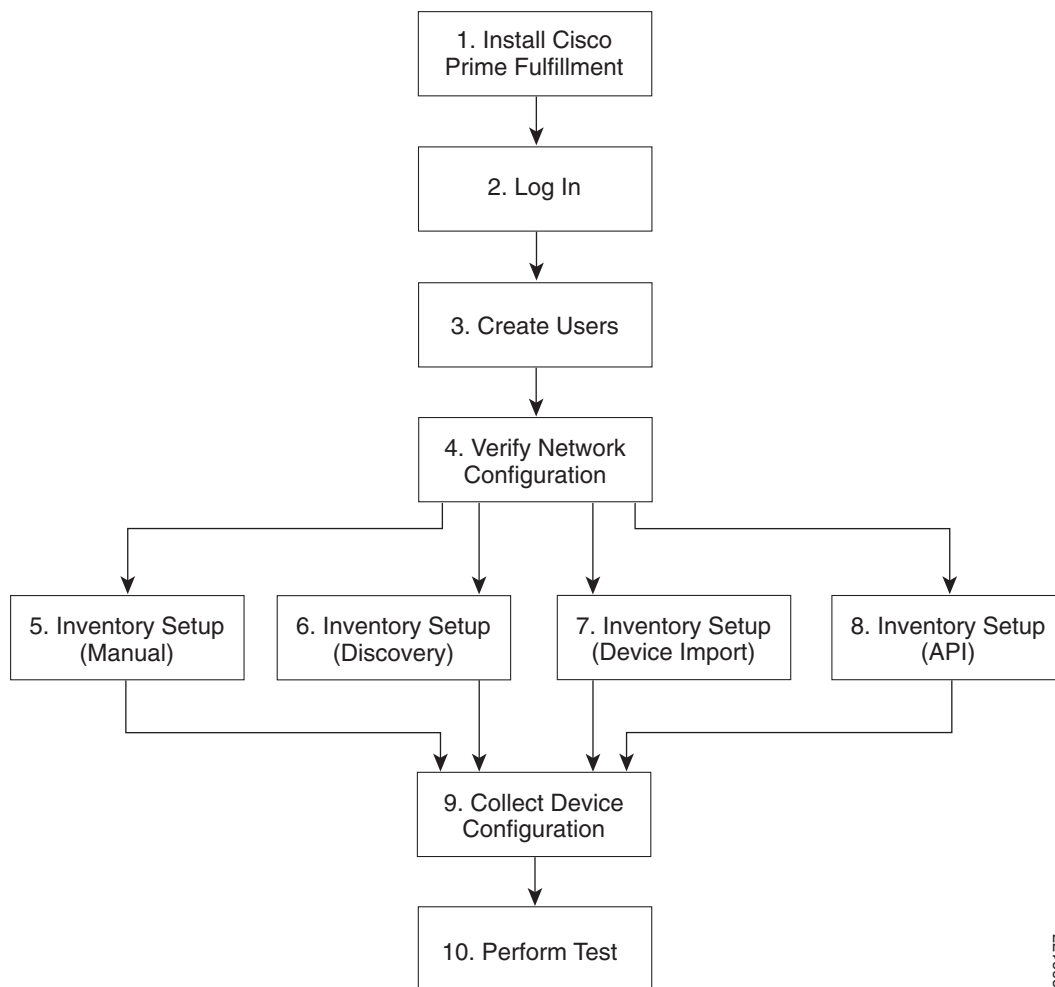 1. Install Cisco
Prime Fulfillment
2. Log In
3. Create Users
4. Verify Network
Configuration
5. Inventory Setup
(Manual)
6. Inventory Setup
(Discovery)
7. Inventory Setup
(Device Import)
8. Inventory Setup
(API)
9. Collect Device
Configuration
10. Perform Test